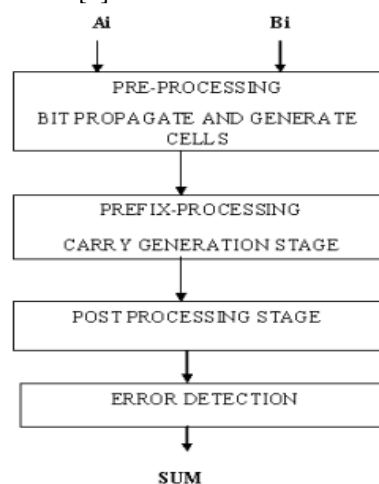 Ai Bi
PRE-PROCESSING
BIT PROPAGATE AND GENERATE
CELLS
PREFIX-PROCESSING
CARRY GENERATION STAGE
POST PROCESSING STAGE
ERROR DETECTION
SUM